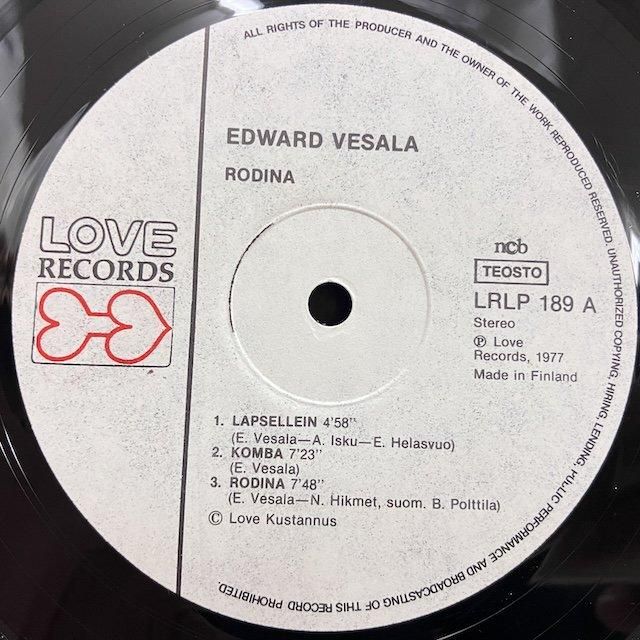 ALL RIGHTS OF THE PRODUCER AND THE OWNER OF THE WORK REPRODUCED RESERVED. UNAUTHORIZED COPYING, HIRING, LENDING, PUBLIC PERFORMANCE AND BROADCASTING OF THIS RECORD PROHIBITED.
EDWARD VESALA
RODINA
LOVE
RECORDS
ncb
TEOSTO
LRLP 189 A
Stereo
Ⓟ Love
Records, 1977
Made in Finland
1. LAPSELLEIN 4'58"
(E. Vesala—A. Isku—E. Helasvuo)
2. KOMBA 7'23"
(E. Vesala)
3. RODINA 7'48"
(E. Vesala—N. Hikmet, suom. B. Polttila)
© Love Kustannus